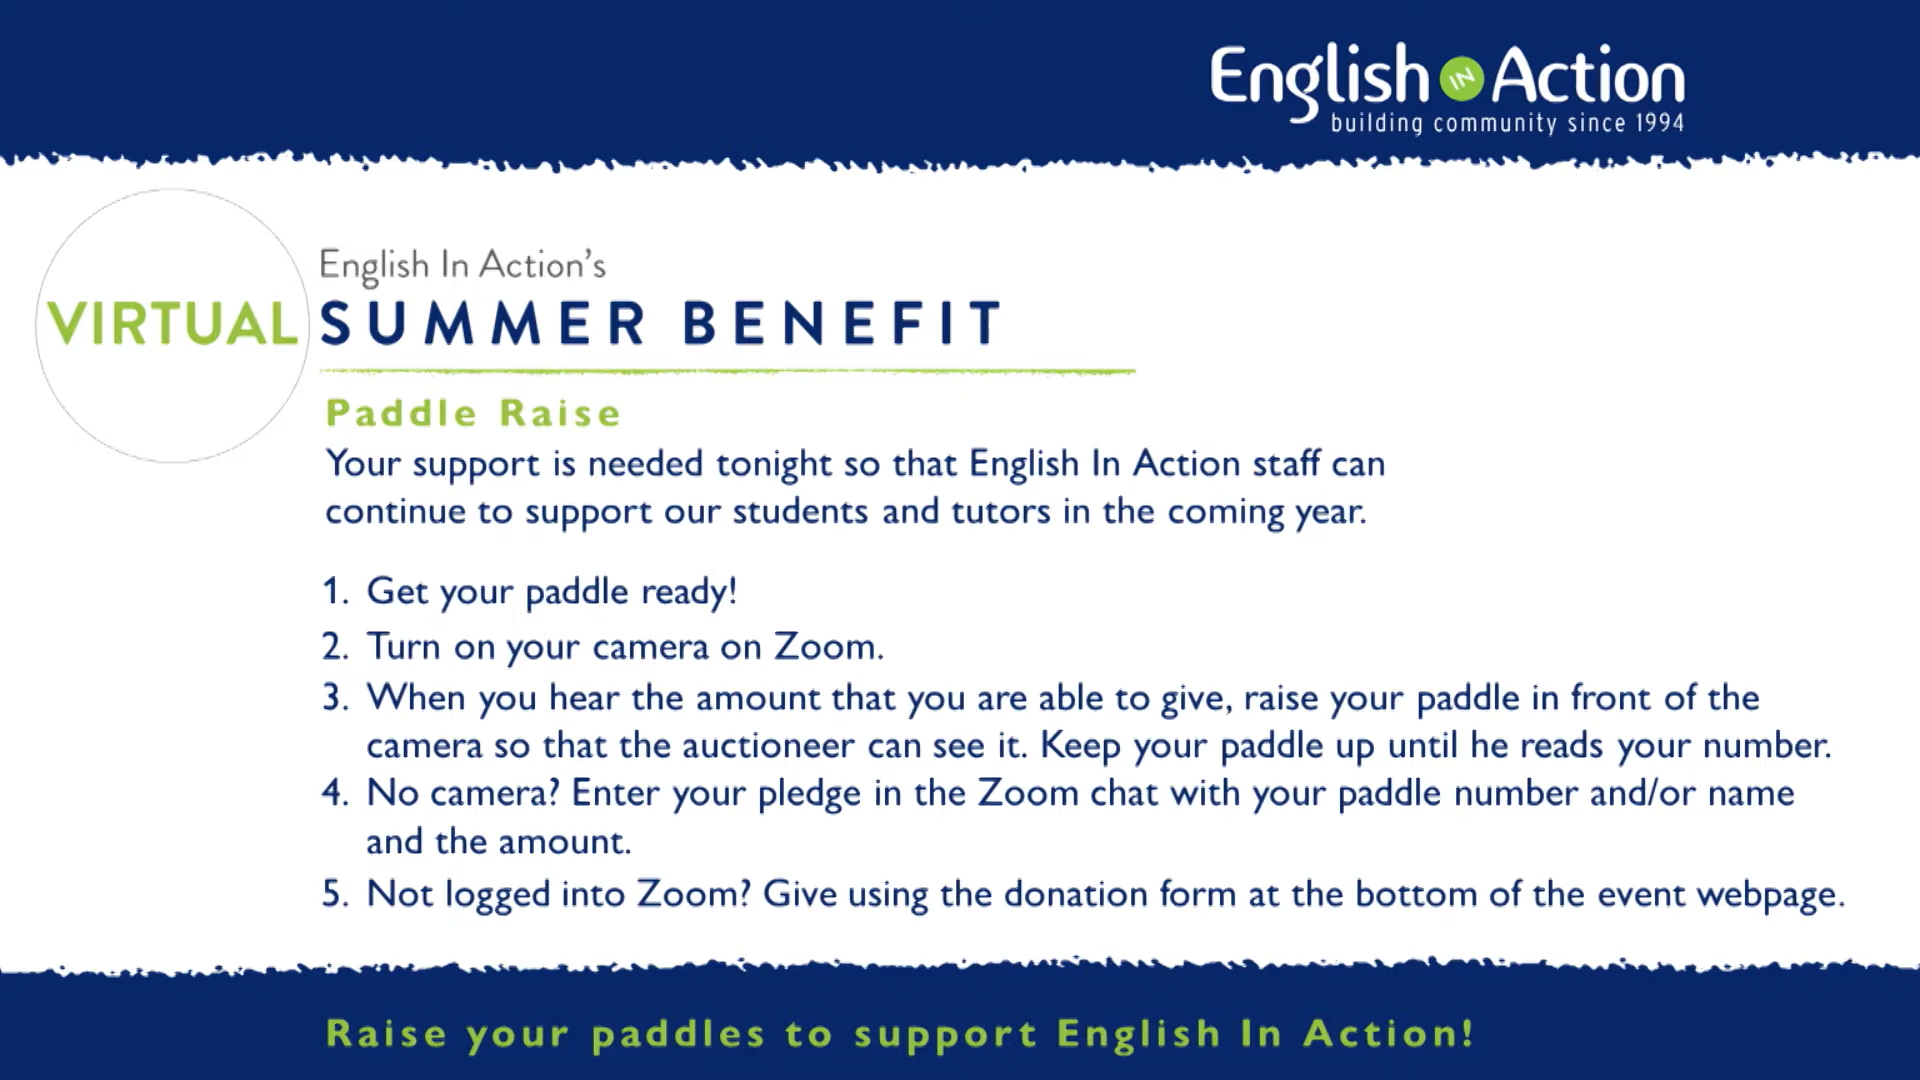 English IN Action
building community since 1994
English In Action's
VIRTUAL SUMMER BENEFIT
Paddle Raise
Your support is needed tonight so that English In Action staff can
continue to support our students and tutors in the coming year.
1. Get your paddle ready!
2. Turn on your camera on Zoom.
3. When you hear the amount that you are able to give, raise your paddle in front of the
camera so that the auctioneer can see it. Keep your paddle up until he reads your number.
4. No camera? Enter your pledge in the Zoom chat with your paddle number and/or name
and the amount.
5. Not logged into Zoom? Give using the donation form at the bottom of the event webpage.
Raise your paddles to support English In Action!